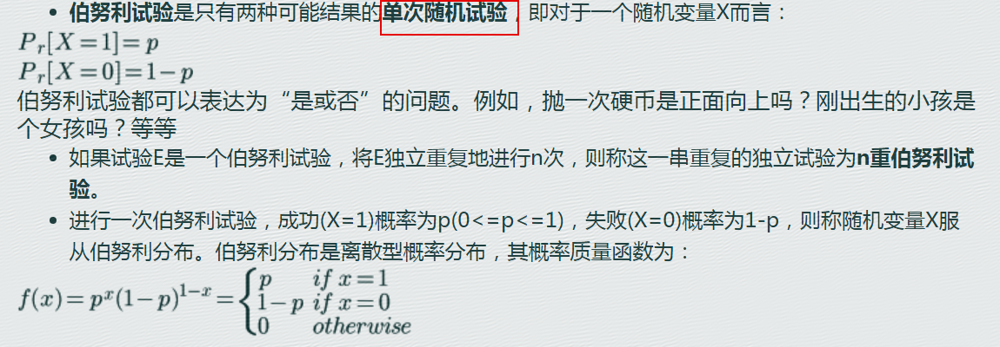 • 伯努利试验是只有两种可能结果的单次随机试验，即对于一个随机变量X而言：
P_r[X=1]=p
P_r[X=0]=1-p
伯努利试验都可以表达为“是或否”的问题。例如，抛一次硬币是正面向上吗？刚出生的小孩是
个女孩吗？等等
• 如果试验E是一个伯努利试验，将E独立重复地进行n次，则称这一串重复的独立试验为n重伯努利试
验。
• 进行一次伯努利试验，成功(X=1)概率为p(0<=p<=1)，失败(X=0)概率为1-p，则称随机变量X服
从伯努利分布。伯努利分布是离散型概率分布，其概率质量函数为：
p if x=1
f(x)=p^x(1-p)^{1-x}= { 1-p if x=0
0 otherwise